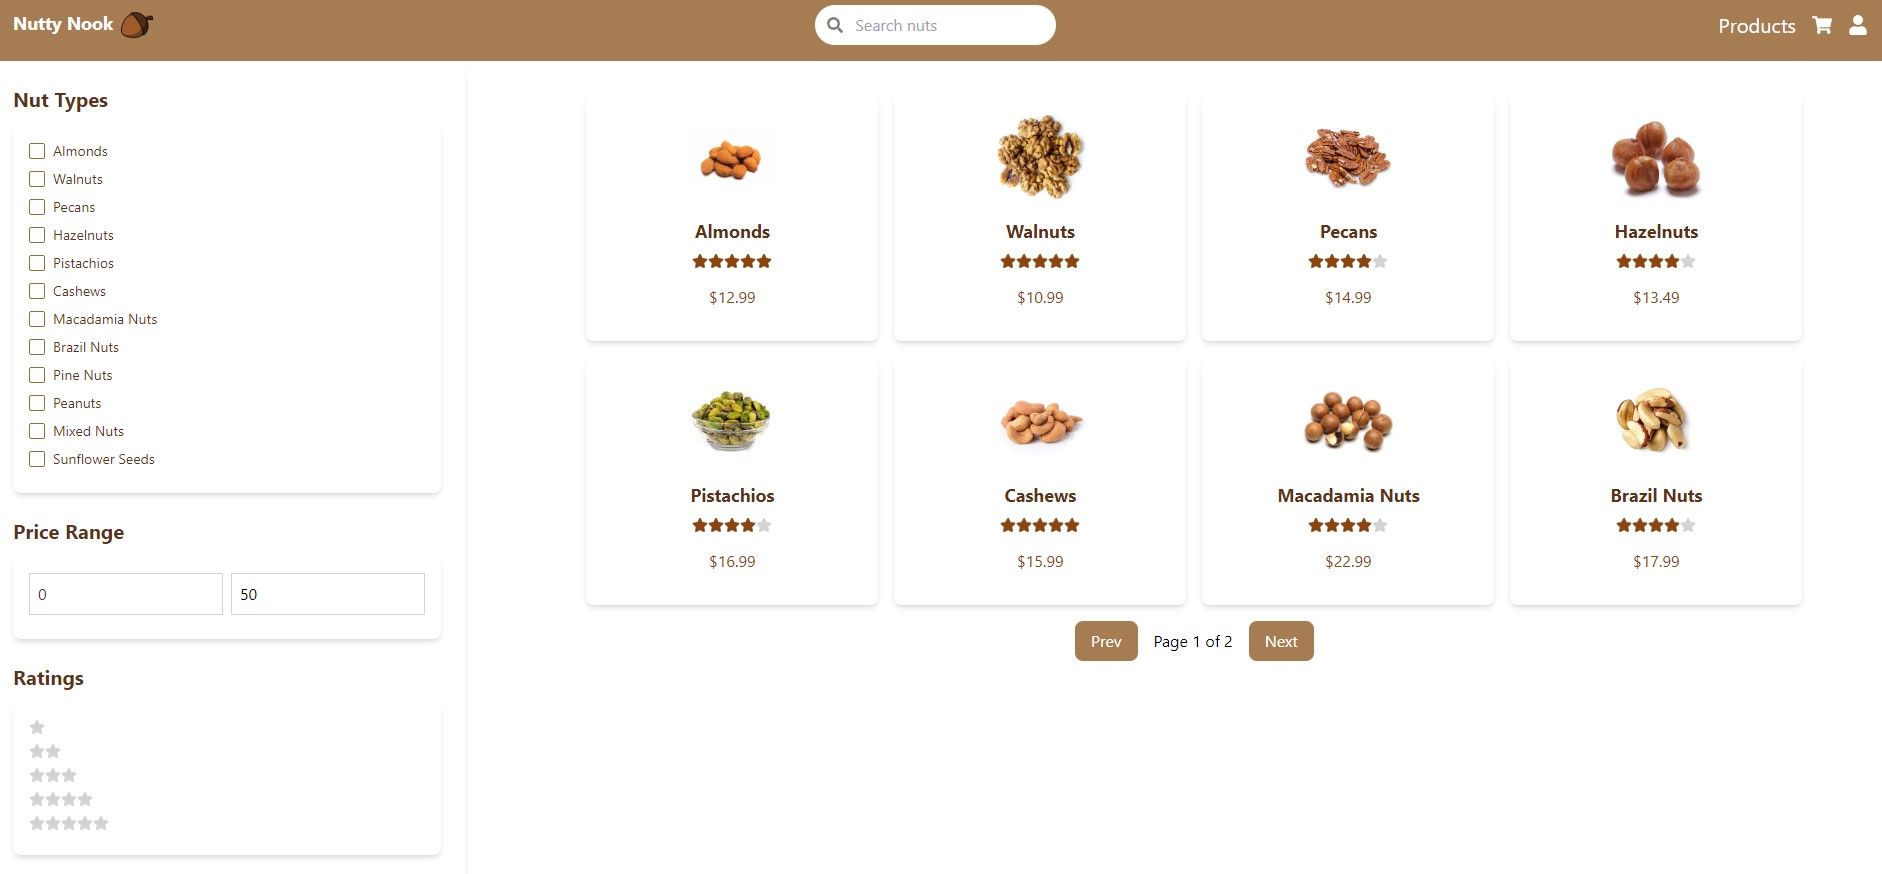 Nutty Nook
Search nuts
Products
Nut Types
Almonds
Walnuts
Pecans
Hazelnuts
Pistachios
Cashews
Macadamia Nuts
Brazil Nuts
Pine Nuts
Peanuts
Mixed Nuts
Sunflower Seeds
Price Range
0
50
Ratings
Almonds
$12.99
Walnuts
$10.99
Pecans
$14.99
Hazelnuts
$13.49
Pistachios
$16.99
Cashews
$15.99
Macadamia Nuts
$22.99
Brazil Nuts
$17.99
Prev
Page 1 of 2
Next